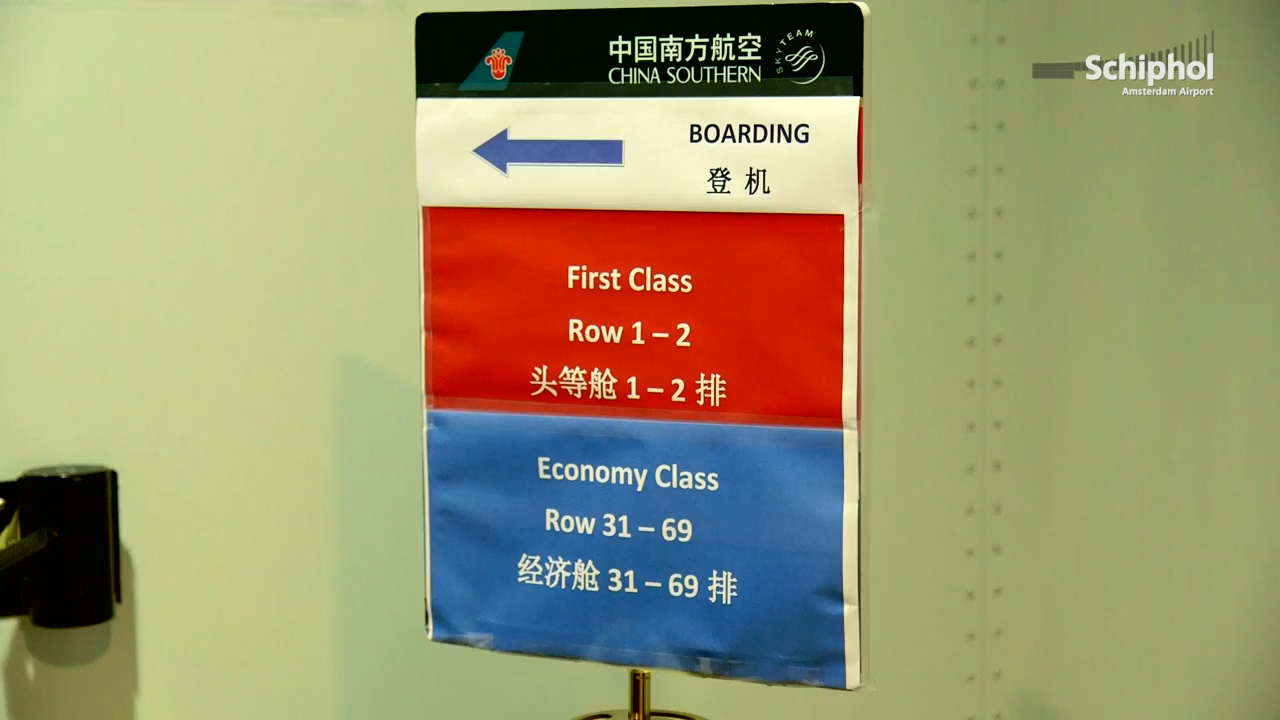 中国南方航空
CHINA SOUTHERN
SKYTEAM
Schiphol
Amsterdam Airport
BOARDING
登机
First Class
Row 1 – 2
头等舱 1 – 2 排
Economy Class
Row 31 – 69
经济舱 31 – 69 排